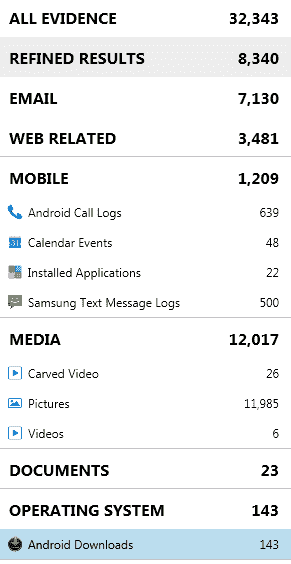 ALL EVIDENCE 32,343
REFINED RESULTS 8,340
EMAIL 7,130
WEB RELATED 3,481
MOBILE 1,209
Android Call Logs 639
Calendar Events 48
Installed Applications 22
Samsung Text Message Logs 500
MEDIA 12,017
Carved Video 26
Pictures 11,985
Videos 6
DOCUMENTS 23
OPERATING SYSTEM 143
Android Downloads 143